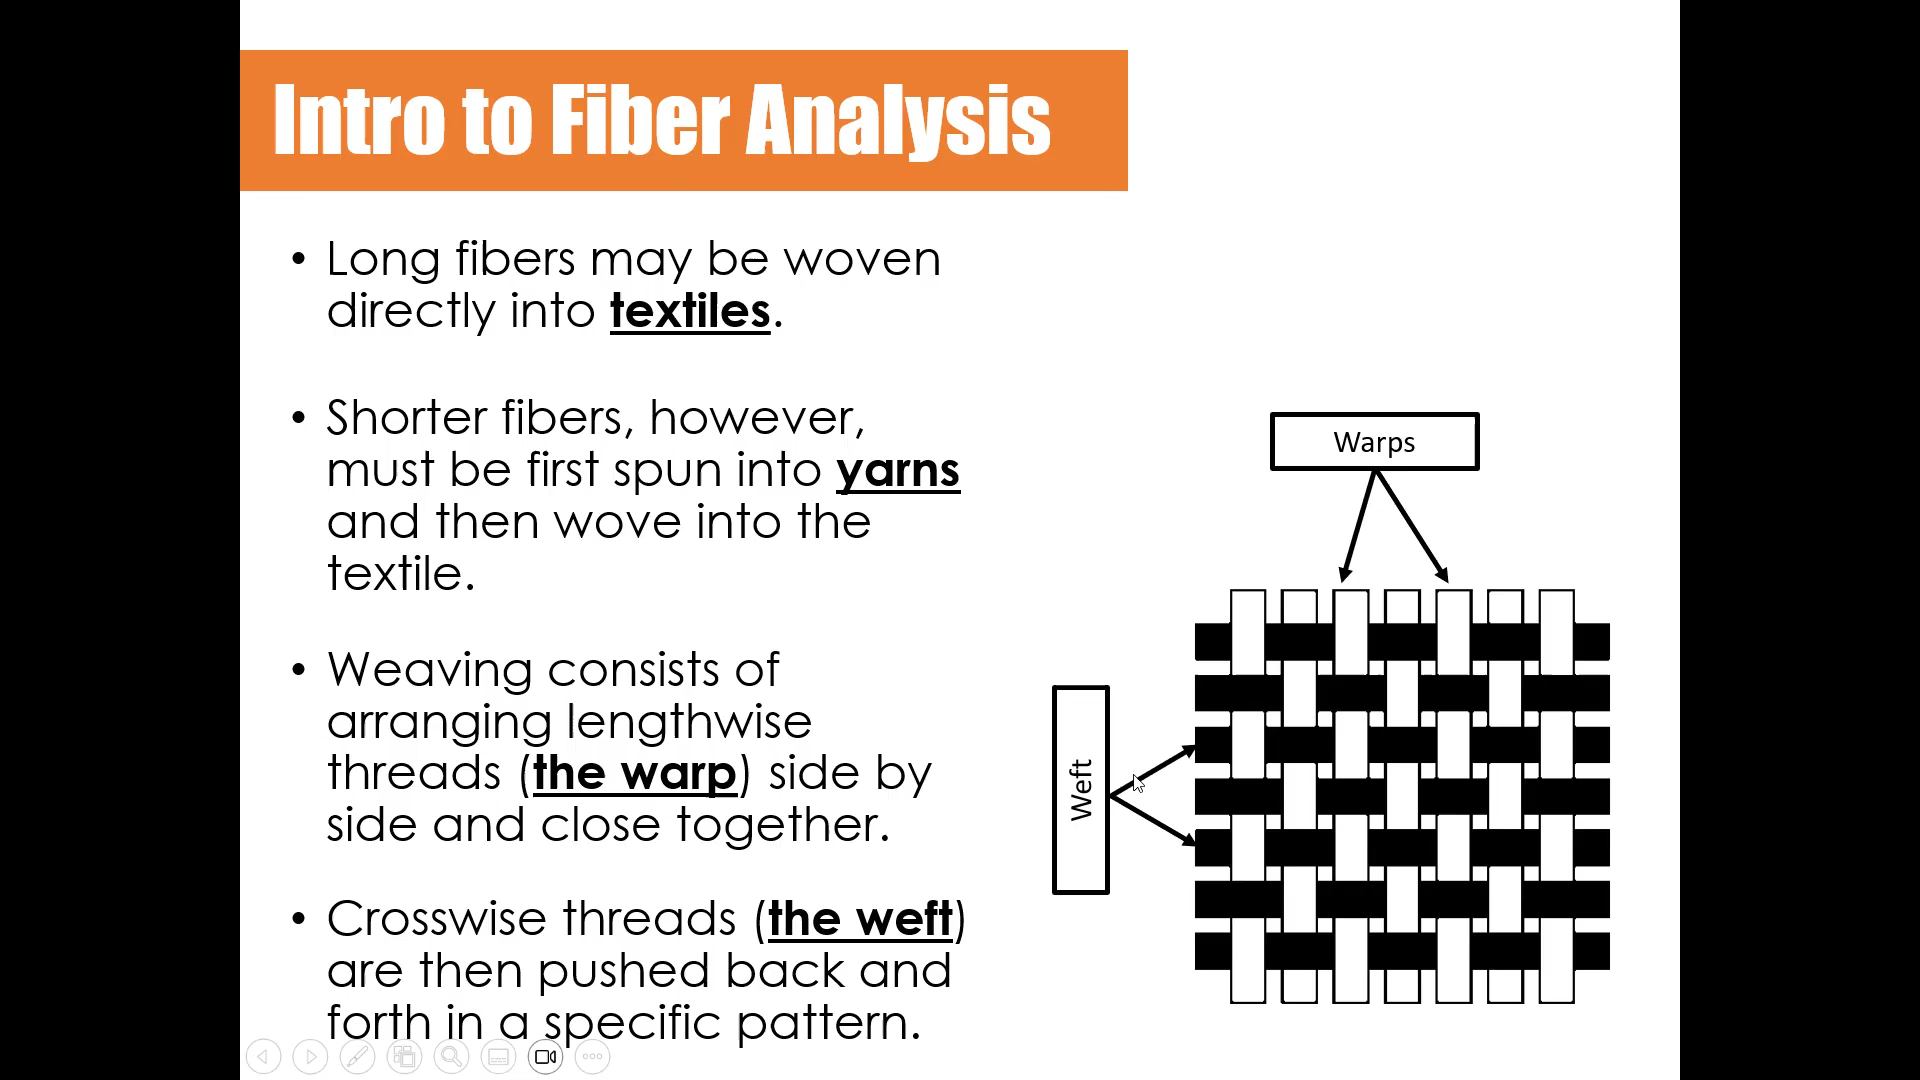 Intro to Fiber Analysis
• Long fibers may be woven
directly into textiles.
• Shorter fibers, however,
must be first spun into yarns
and then wove into the
textile.
• Weaving consists of
arranging lengthwise
threads (the warp) side by
side and close together.
• Crosswise threads (the weft)
are then pushed back and
forth in a specific pattern.
Warps
Weft